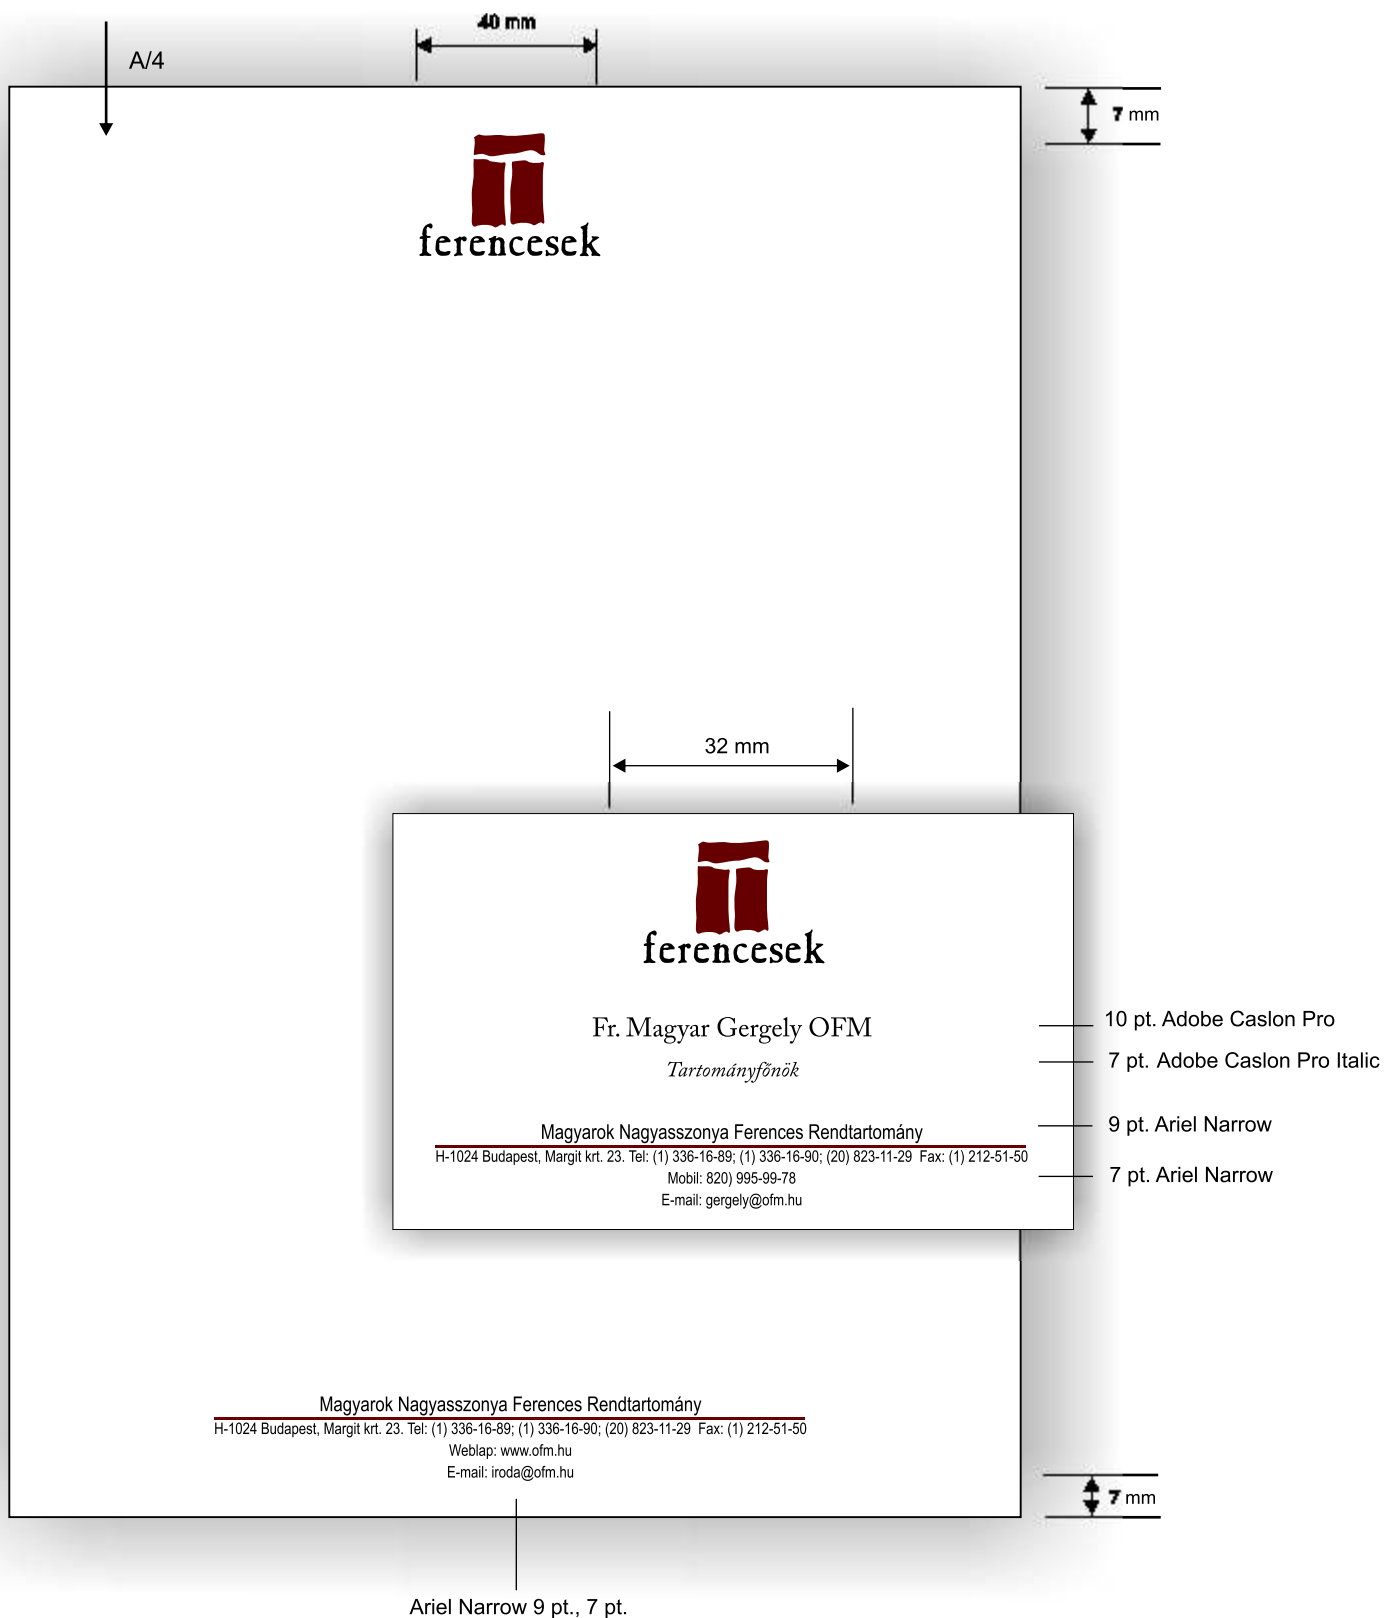 40 mm
A/4
7 mm
ferencesek
32 mm
ferencesek
Fr. Magyar Gergely OFM
10 pt. Adobe Caslon Pro
Tartományfőnök
7 pt. Adobe Caslon Pro Italic
Magyarok Nagyasszonya Ferences Rendtartomány
9 pt. Ariel Narrow
H-1024 Budapest, Margit krt. 23. Tel: (1) 336-16-89; (1) 336-16-90; (20) 823-11-29 Fax: (1) 212-51-50
7 pt. Ariel Narrow
Mobil: 820) 995-99-78
E-mail: gergely@ofm.hu
Magyarok Nagyasszonya Ferences Rendtartomány
H-1024 Budapest, Margit krt. 23. Tel: (1) 336-16-89; (1) 336-16-90; (20) 823-11-29 Fax: (1) 212-51-50
Weblap: www.ofm.hu
E-mail: iroda@ofm.hu
7 mm
Ariel Narrow 9 pt., 7 pt.